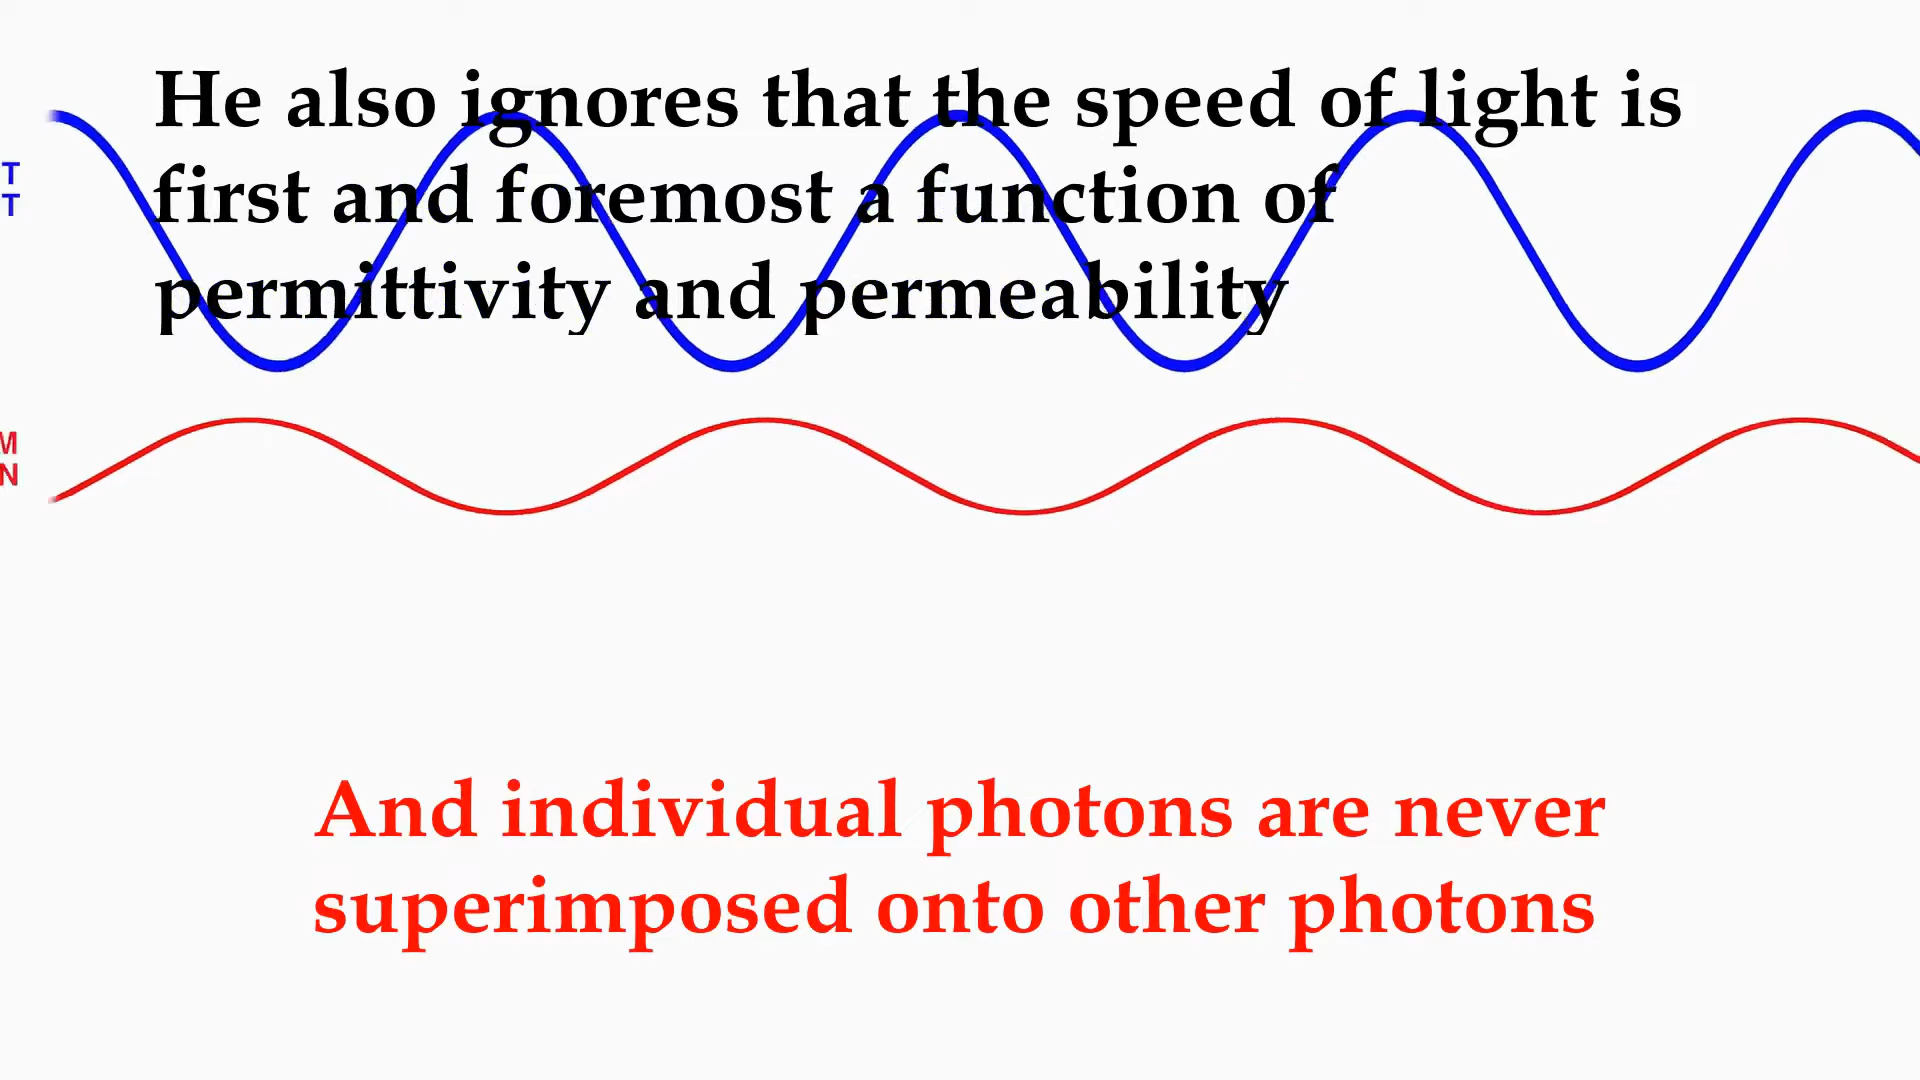 He also ignores that the speed of light is
T
first and foremost a function of
T
permittivity and permeability
M
N
And individual photons are never
superimposed onto other photons